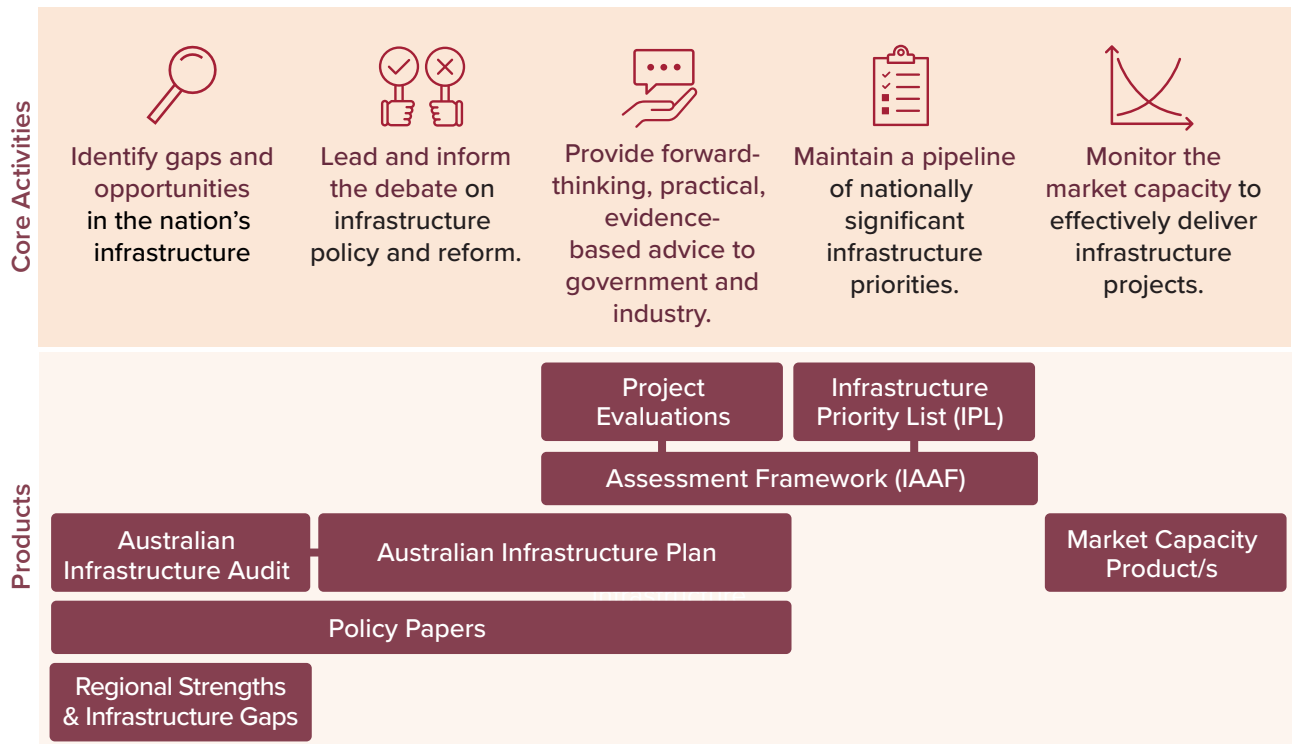 Core Activities
Identify gaps and
opportunities
in the nation's
infrastructure
Lead and inform
the debate on
infrastructure
policy and reform.
Provide forward-
thinking, practical,
evidence-
based advice to
government and
industry.
Maintain a pipeline
of nationally
significant
infrastructure
priorities.
Monitor the
market capacity to
effectively deliver
infrastructure
projects.
Products
Project
Evaluations
Infrastructure
Priority List (IPL)
Assessment Framework (IAAF)
Australian
Infrastructure Audit
Australian Infrastructure Plan
infrastructure
Market Capacity
Product/s
Policy Papers
Regional Strengths
& Infrastructure Gaps